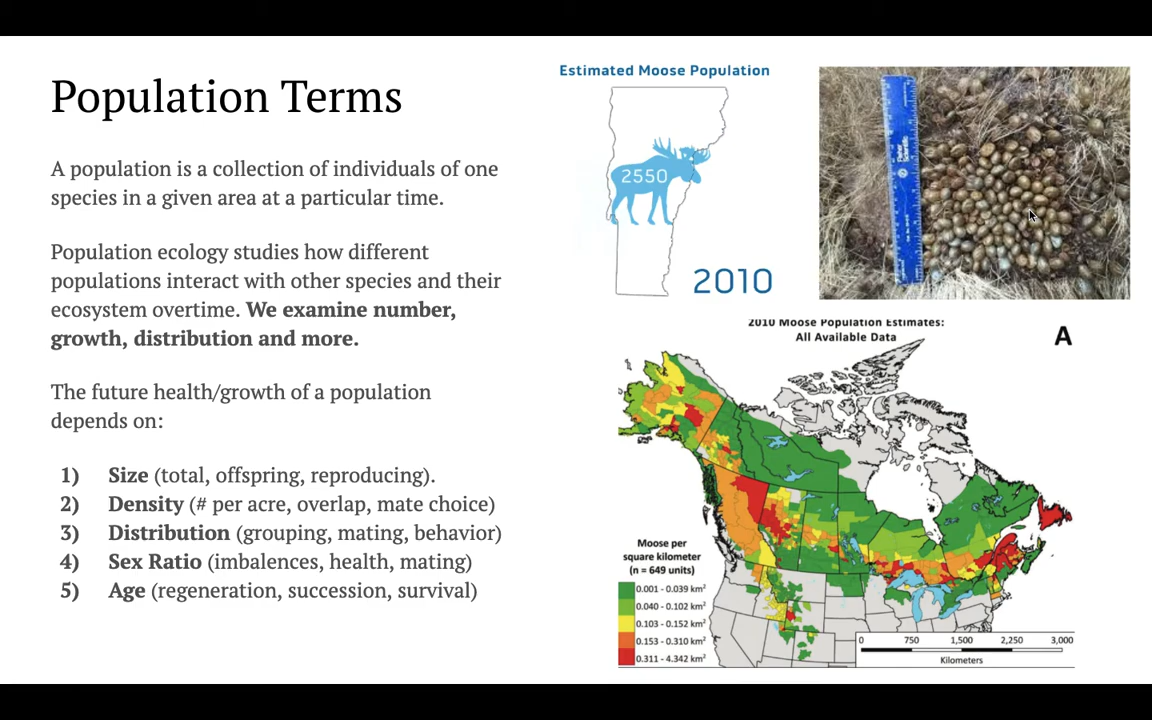 Population Terms
A population is a collection of individuals of one
species in a given area at a particular time.
Population ecology studies how different
populations interact with other species and their
ecosystem overtime. We examine number,
growth, distribution and more.
The future health/growth of a population
depends on:
1) Size (total, offspring, reproducing).
2) Density (# per acre, overlap, mate choice)
3) Distribution (grouping, mating, behavior)
4) Sex Ratio (imbalances, health, mating)
5) Age (regeneration, succession, survival)
Estimated Moose Population
2550
2010
Fisher
Scientific
2010 Moose Population Estimates:
All Available Data
A
Moose per
square kilometer
(n = 649 units)
0.001 - 0.039 km²
0.040 - 0.102 km²
0.103 - 0.152 km²
0.153 - 0.310 km²
0.311 - 4.342 km²
0 750 1,500 2,250 3,000
Kilometers